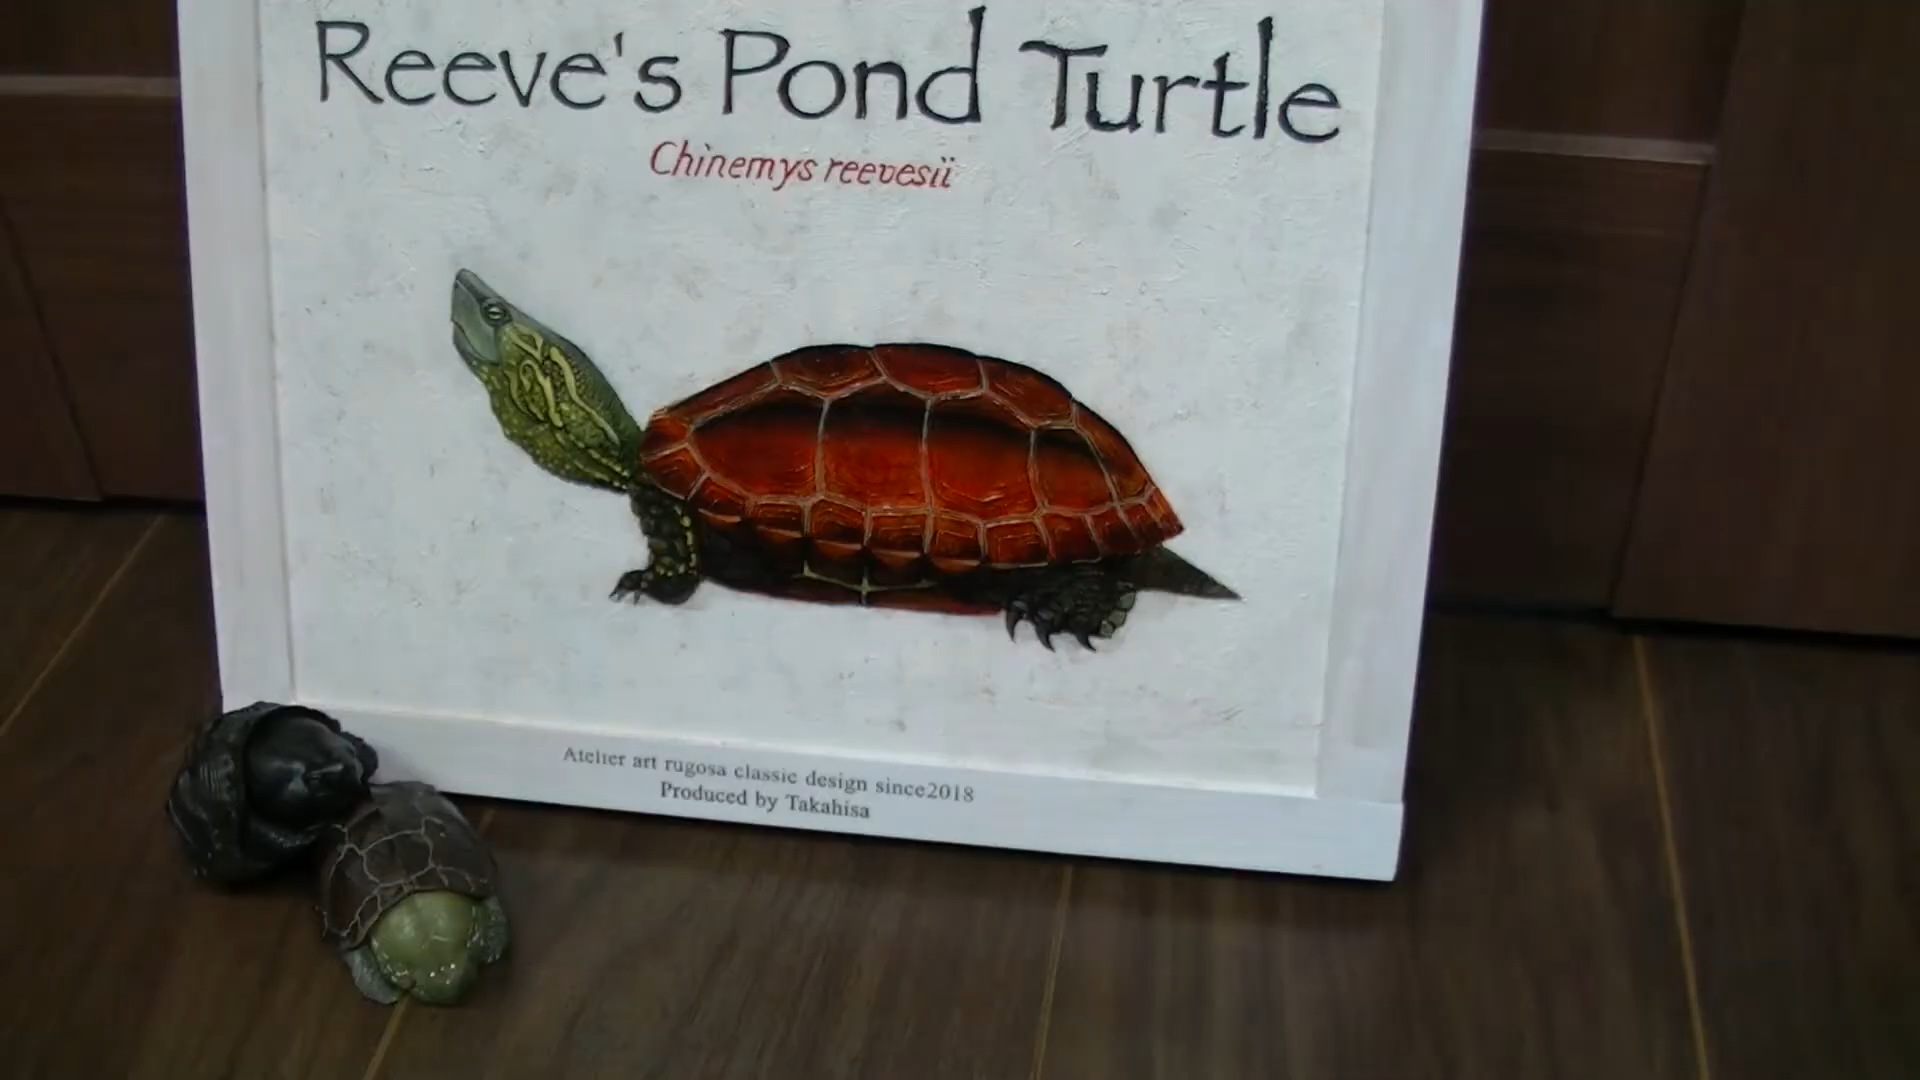 Reeve's Pond Turtle
Chinemys reevesii
Atelier art rugosa classic design since2018
Produced by Takahisa